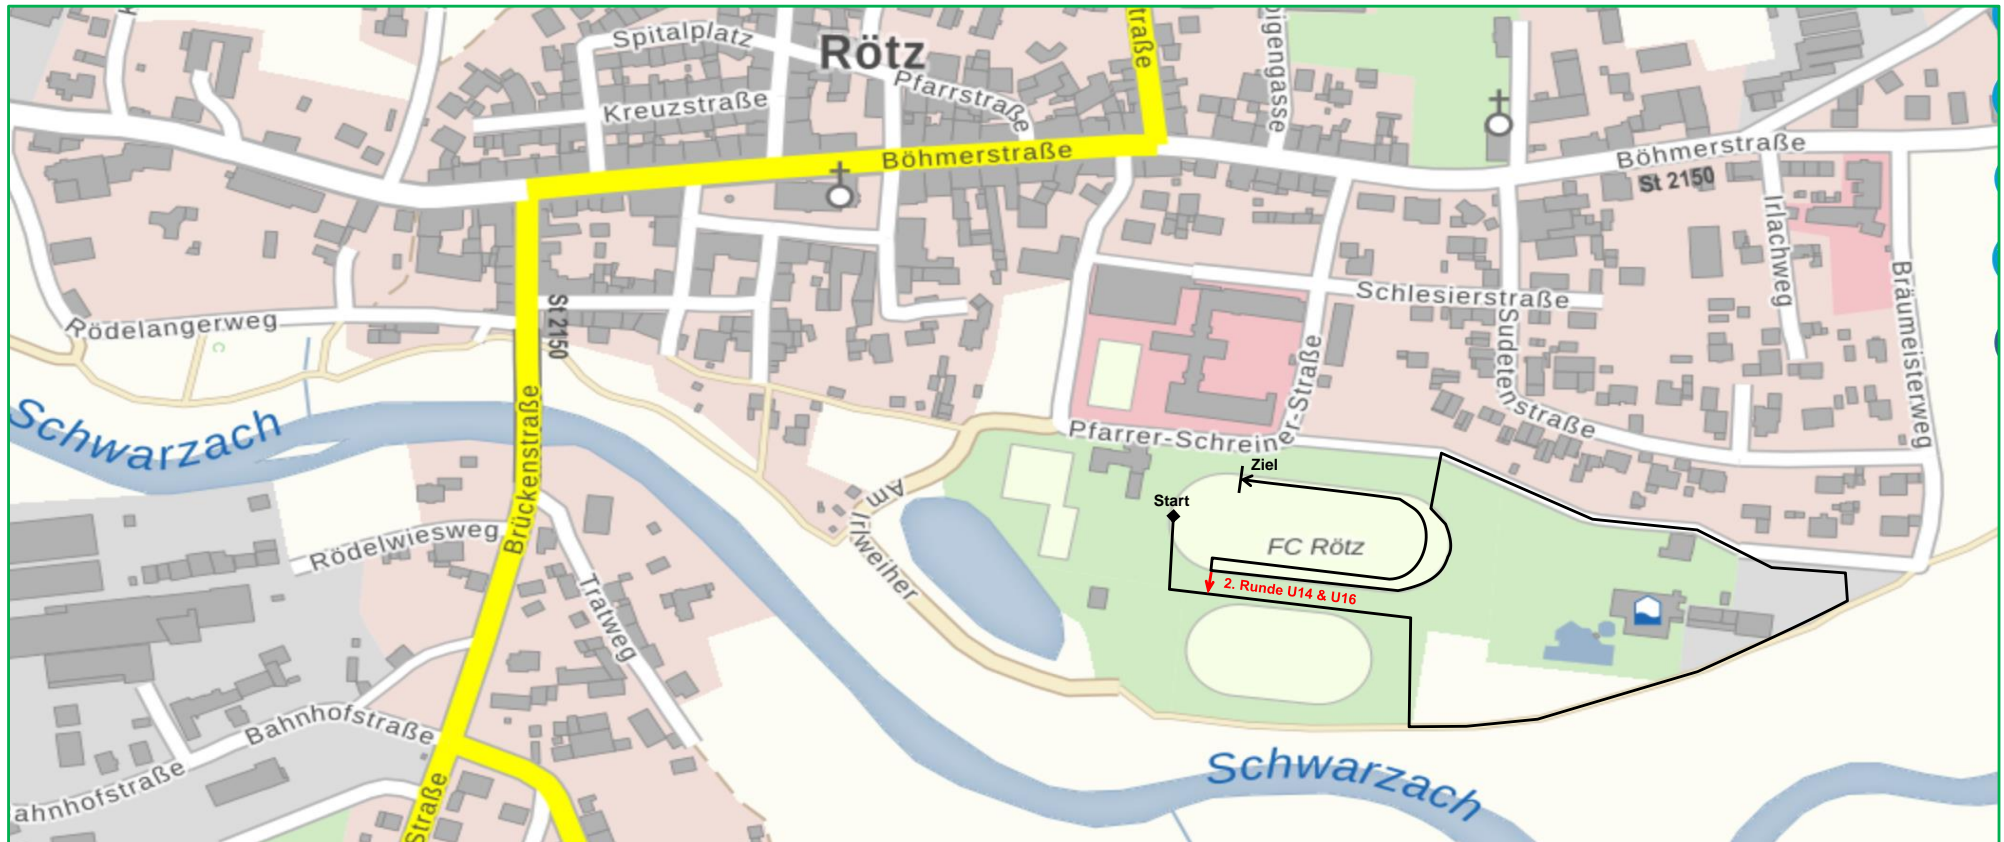 Spitalplatz
Rötz
traße
Pfarrstraße
Kreuzstraße
Böhmerstraße
Böhmerstraße
St 2150
Irlachweg
Bräumeisterweg
Rödelangerweg
St 2150
Schlesierstraße
Sudetenstraße
Schwarzach
Brückenstraße
Pfarrer-Schreiner-Straße
Ziel
Start
Am Irlweiher
FC Rötz
2. Runde U14 & U16
Rödelwiesweg
Tratweg
Bahnhofstraße
ahnhofstraße
Straße
Schwarzach